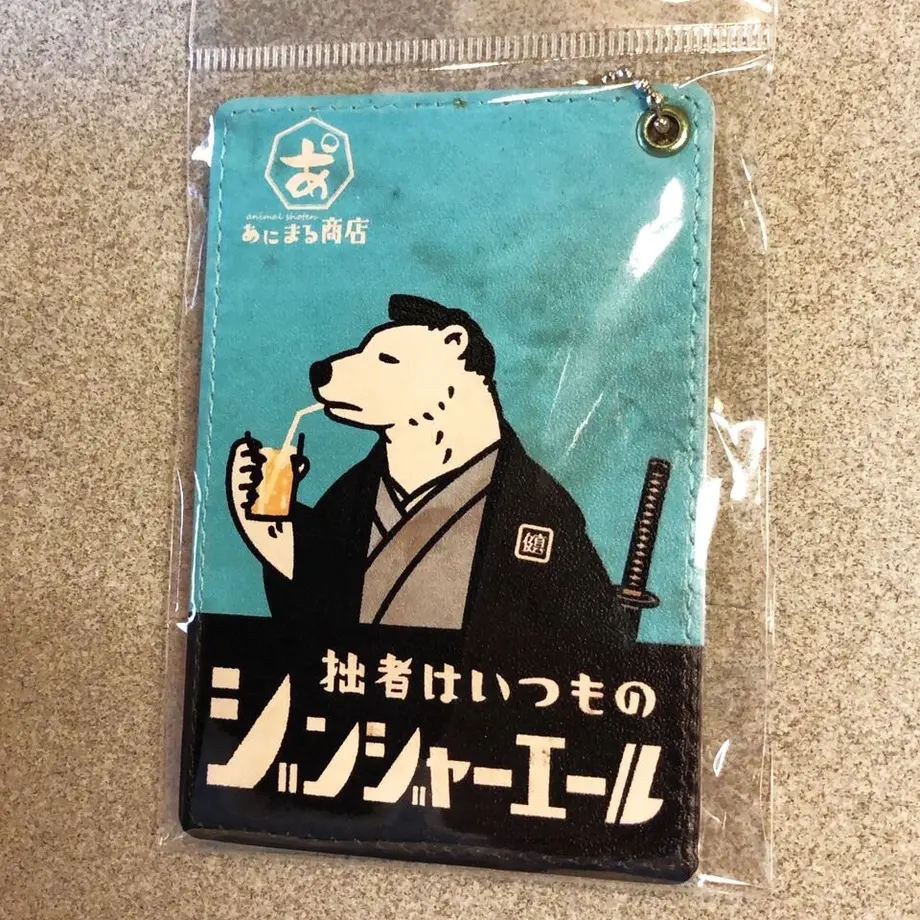 あ゜
animal shoten
あにまる商店
拙者はいつもの
ジンジャーエール